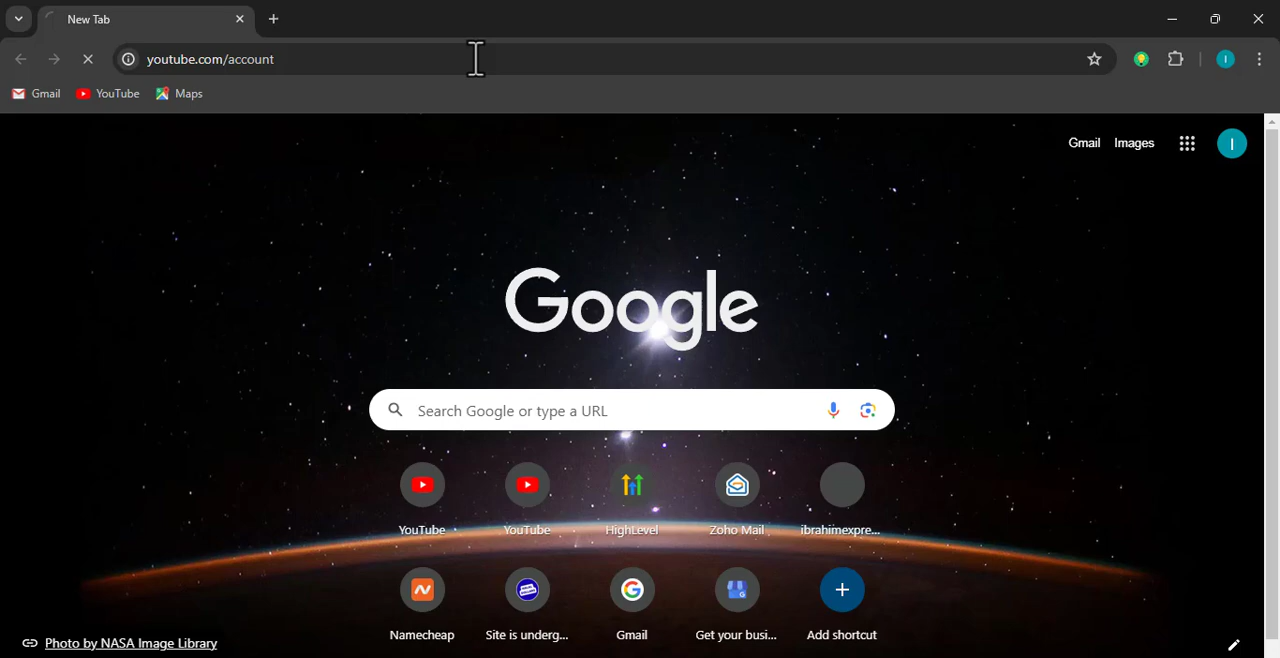 New Tab
youtube.com/account
I
Gmail YouTube Maps
Gmail Images I
Google
Search Google or type a URL
YouTube YouTube HighLevel Zoho Mail ibrahimexpre...
Namecheap Site is underg... Gmail Get your busi... Add shortcut
Photo by NASA Image Library